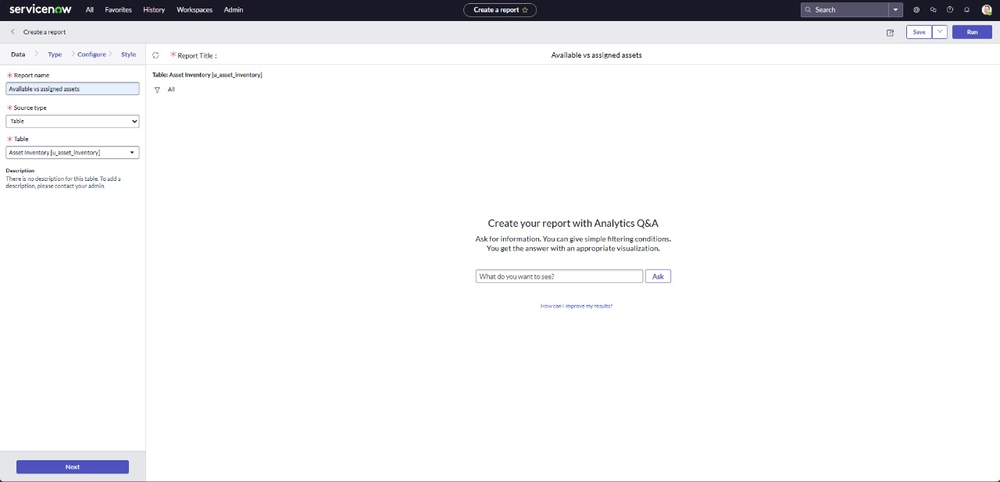 servicenow All Favorites History Workspaces Admin Create a report Search
Create a report Save Run
Data Type Configure Style
* Report Title : Available vs assigned assets
* Report name
Available vs assigned assets
* Source type
Table
* Table
Asset Inventory [u_asset_inventory]
Description
There is no description for this table. To add a
description, please contact your admin.
Next
Table: Asset Inventory [u_asset_inventory]
All
Create your report with Analytics Q&A
Ask for information. You can give simple filtering conditions.
You get the answer with an appropriate visualization.
What do you want to see? Ask
How can I improve my results?